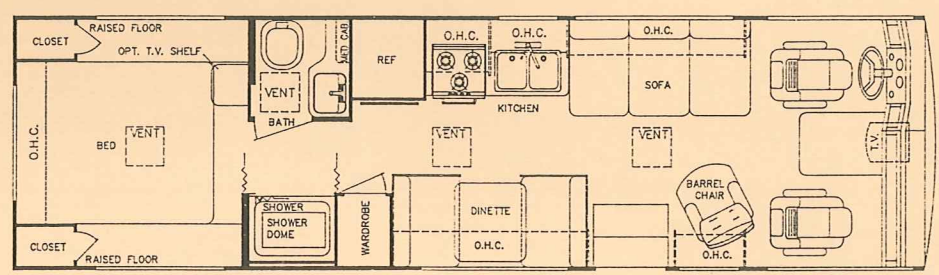 CLOSET
RAISED FLOOR
OPT. T.V. SHELF
O.H.C.
BED
VENT
CLOSET
RAISED FLOOR
MED CAB
VENT
BATH
REF
O.H.C.
O.H.C.
KITCHEN
VENT
SHOWER
SHOWER
DOME
WARDROBE
DINETTE
O.H.C.
O.H.C.
SOFA
VENT
BARREL
CHAIR
O.H.C.
T.V.